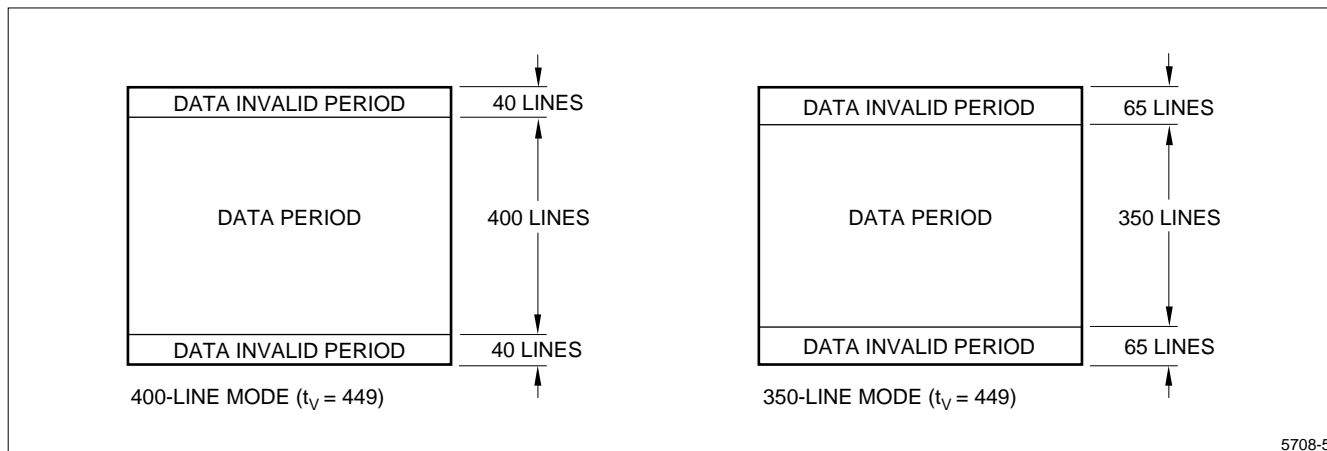 DATA INVALID PERIOD
40 LINES
DATA PERIOD
400 LINES
DATA INVALID PERIOD
40 LINES
400-LINE MODE (tV = 449)
DATA INVALID PERIOD
65 LINES
DATA PERIOD
350 LINES
DATA INVALID PERIOD
65 LINES
350-LINE MODE (tV = 449)
5708-5